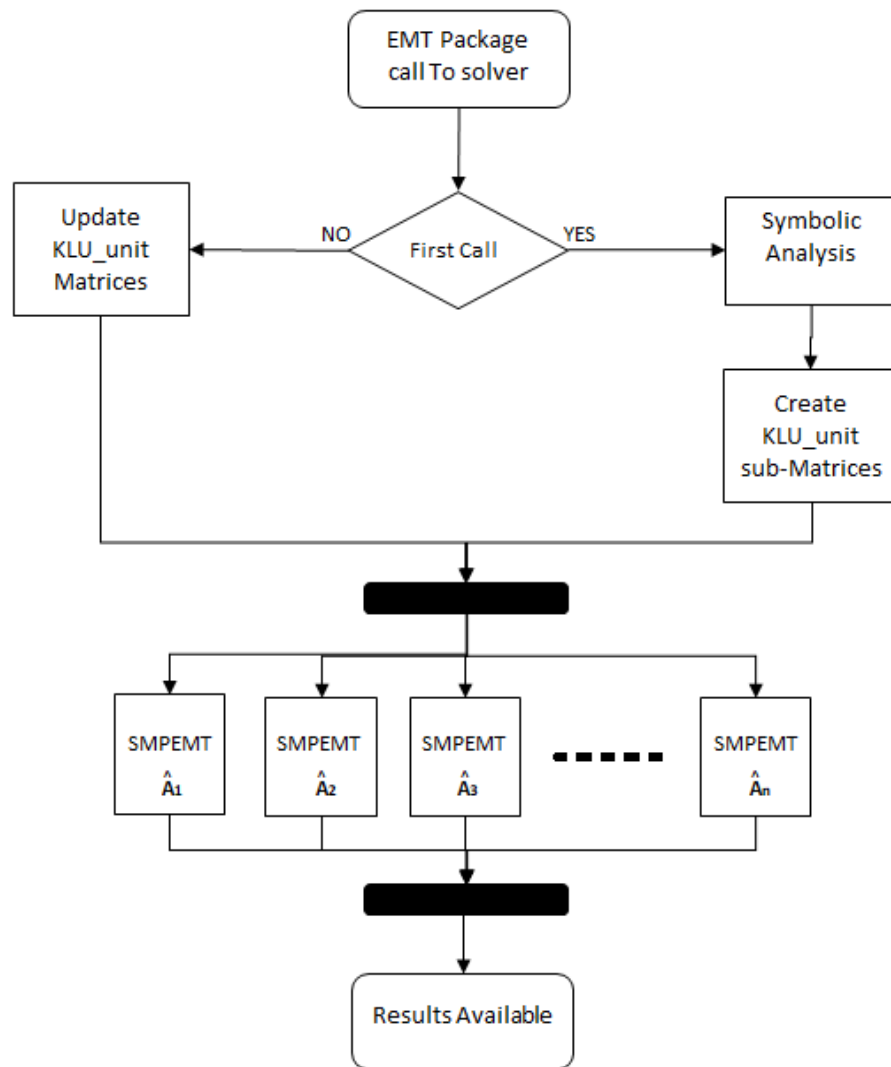 EMT Package
call To solver
First Call
NO
YES
Update
KLU_unit
Matrices
Symbolic
Analysis
Create
KLU_unit
sub-Matrices
SMPEMT
Â1
SMPEMT
Â2
SMPEMT
Â3
SMPEMT
Ân
Results Available